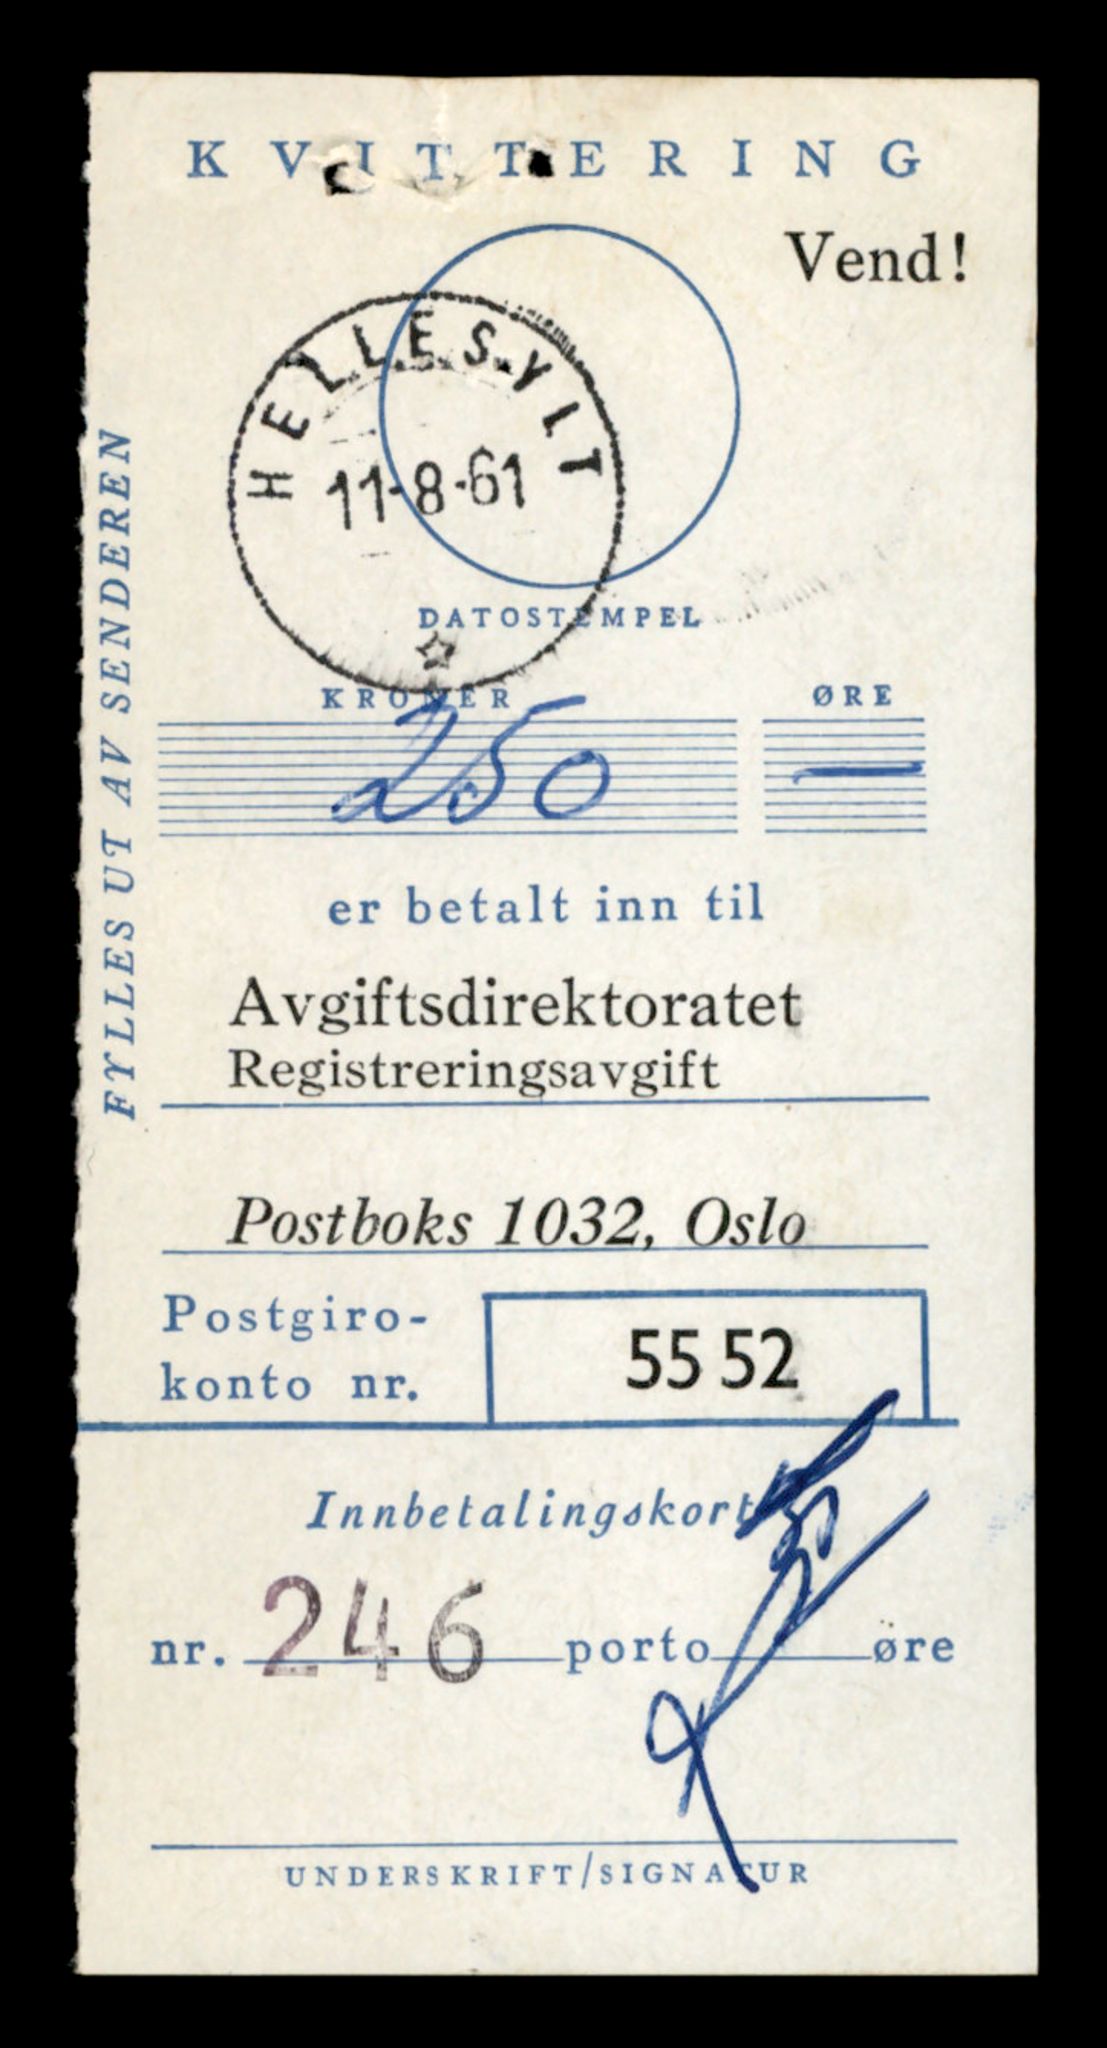 KVITTERING
Vend!
HELLESYLT
11-8-61
DATOSTEMPEL
KRONER ØRE
250 —
FYLLES UT AV SENDEREN
er betalt inn til
Avgiftsdirektoratet
Registreringsavgift
Postboks 1032, Oslo
Postgiro-
konto nr. 55 52
Innbetalingskort
nr. 246 porto øre
UNDERSKRIFT/SIGNATUR